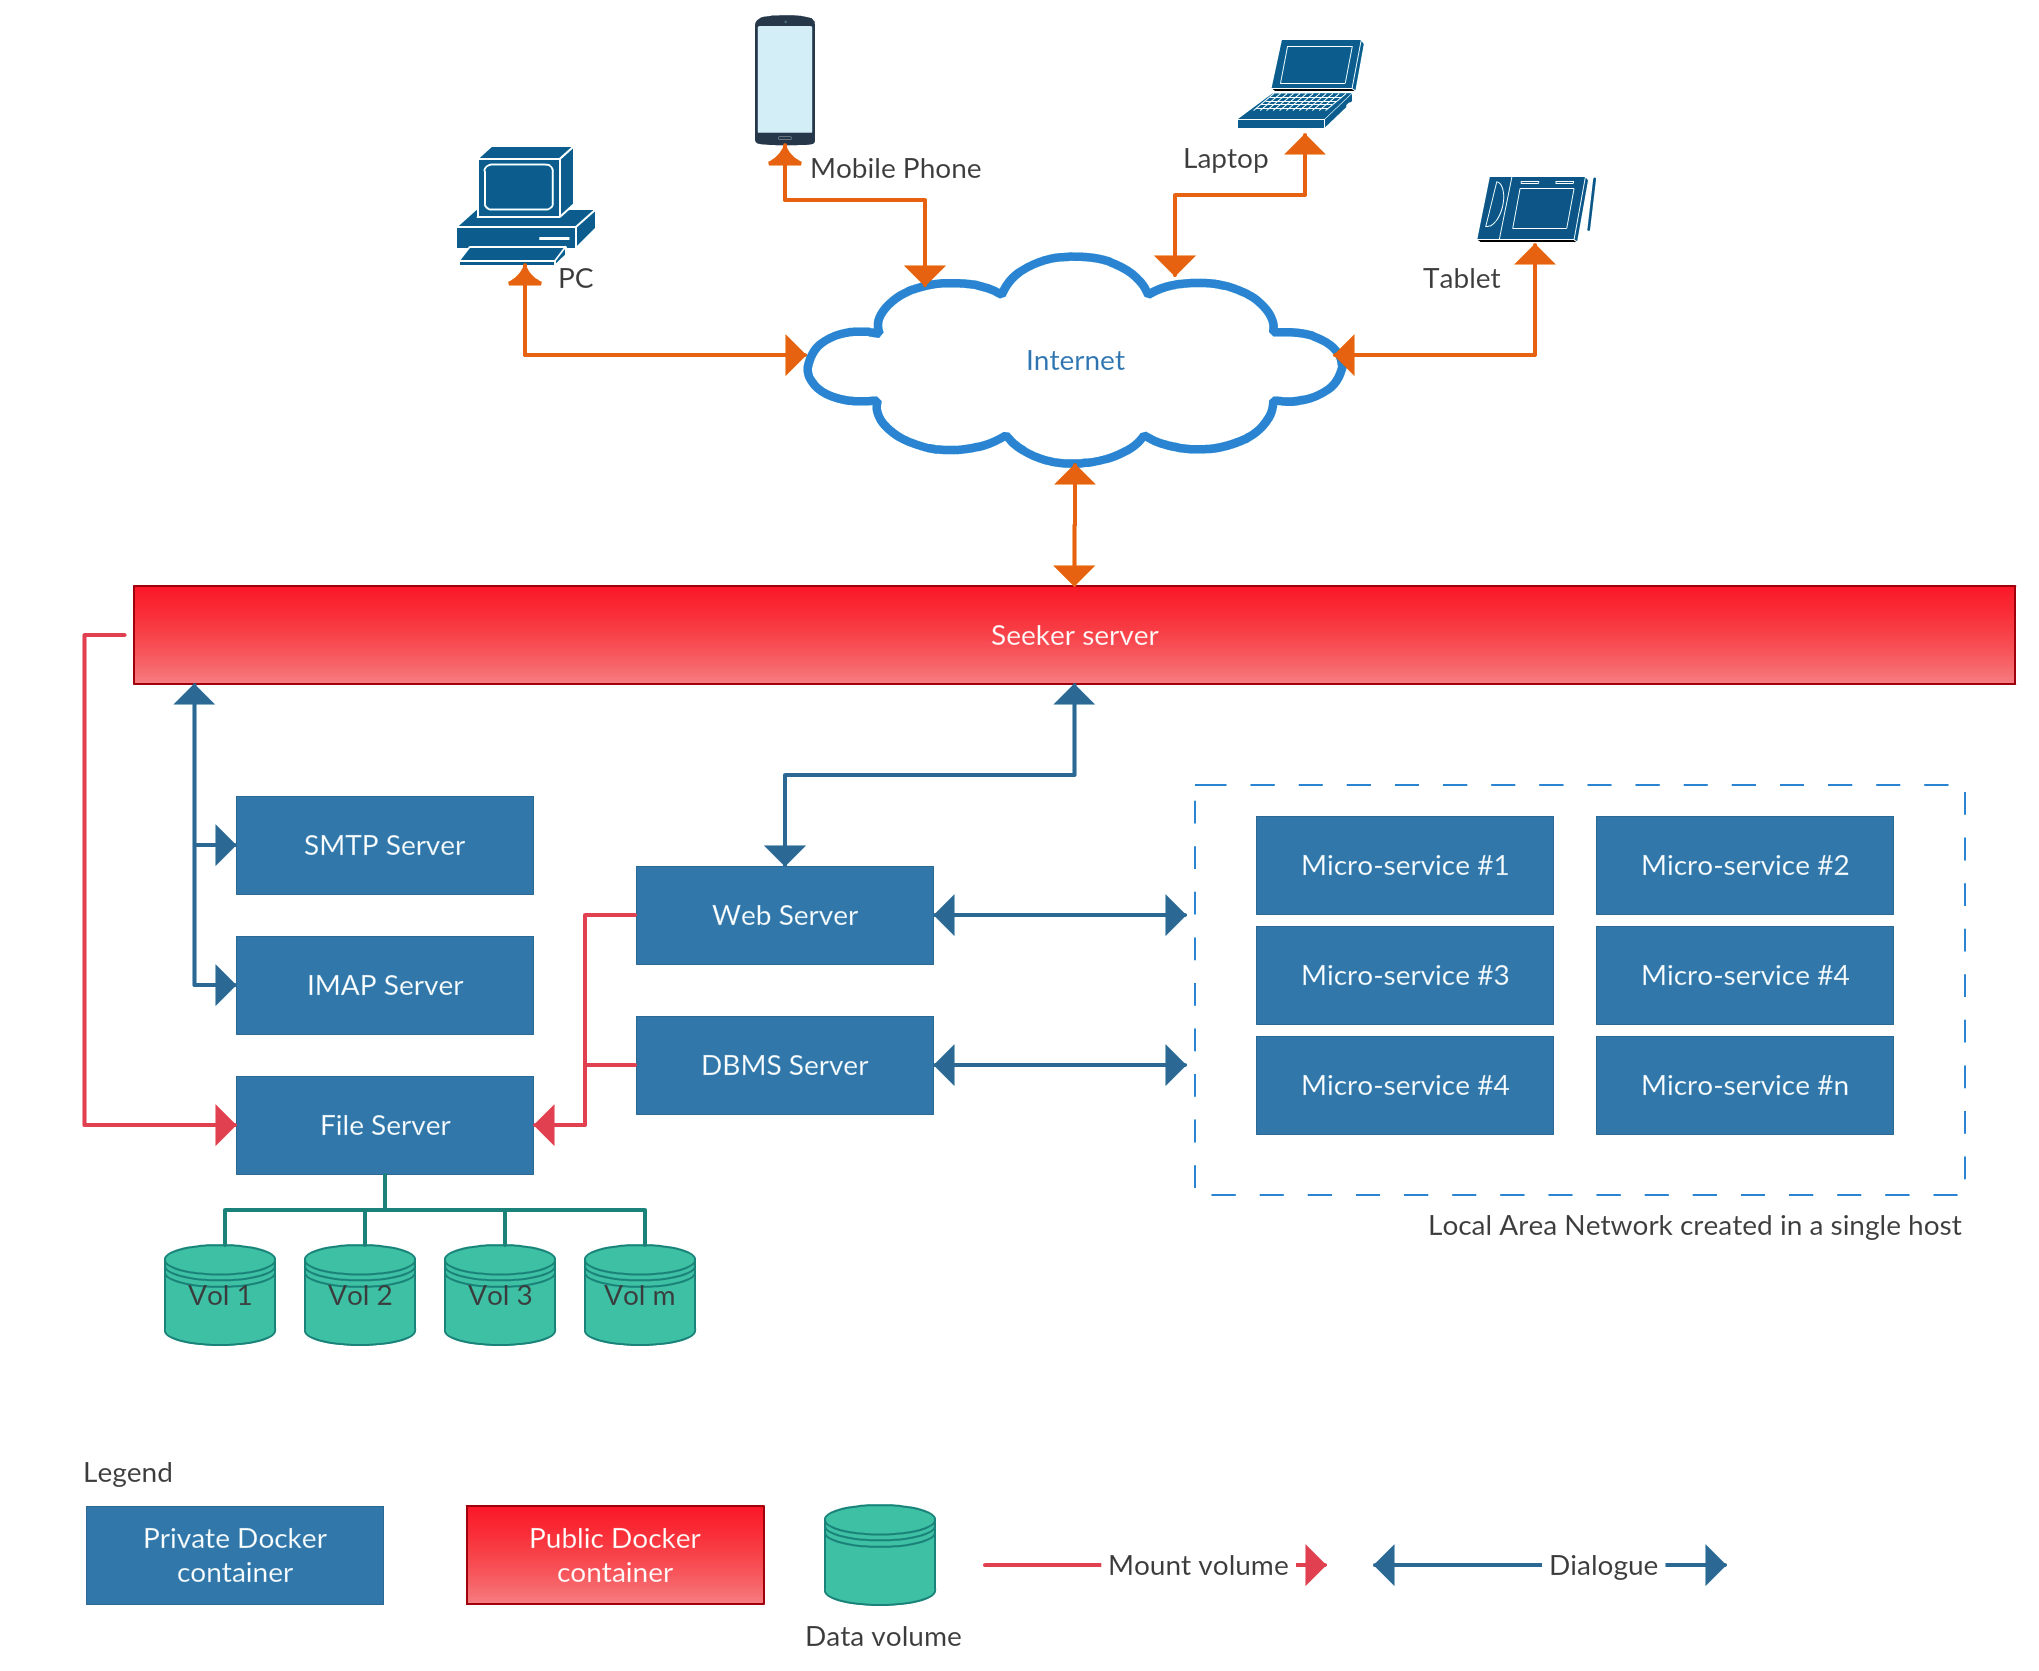 Mobile Phone
Laptop
PC
Tablet
Internet
Seeker server
SMTP Server
IMAP Server
File Server
Web Server
DBMS Server
Micro-service #1
Micro-service #2
Micro-service #3
Micro-service #4
Micro-service #4
Micro-service #n
Local Area Network created in a single host
Vol 1
Vol 2
Vol 3
Vol m
Legend
Private Docker
container
Public Docker
container
Data volume
Mount volume
Dialogue